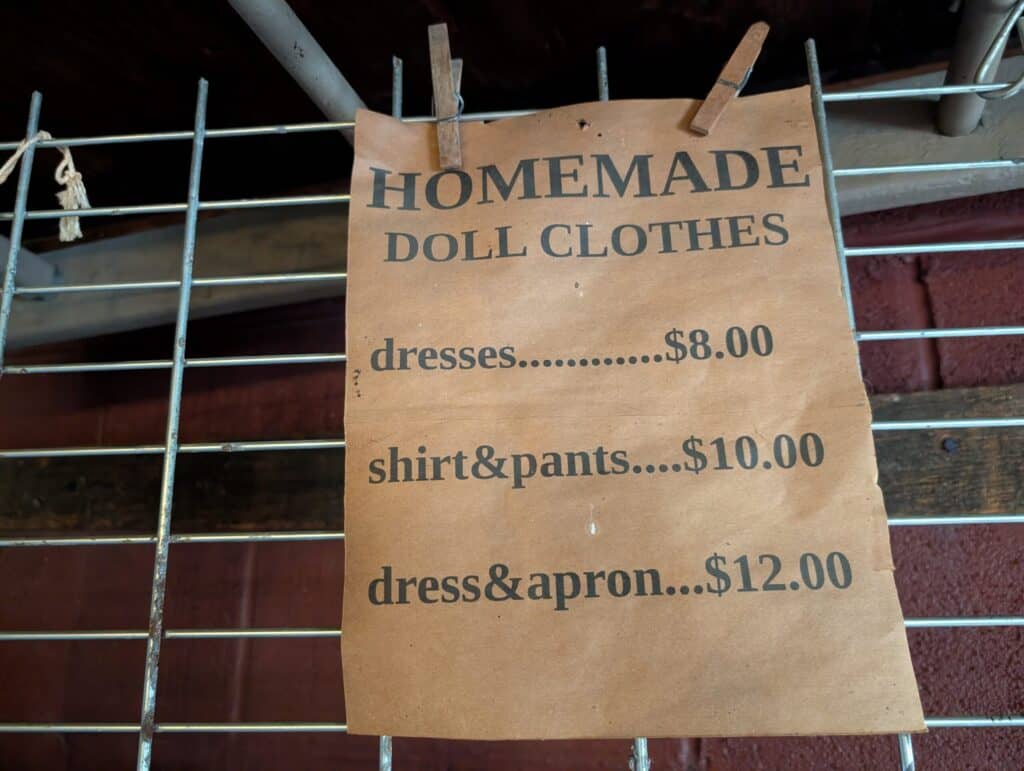 HOMEMADE
DOLL CLOTHES
dresses............$8.00
shirt&pants....$10.00
dress&apron...$12.00